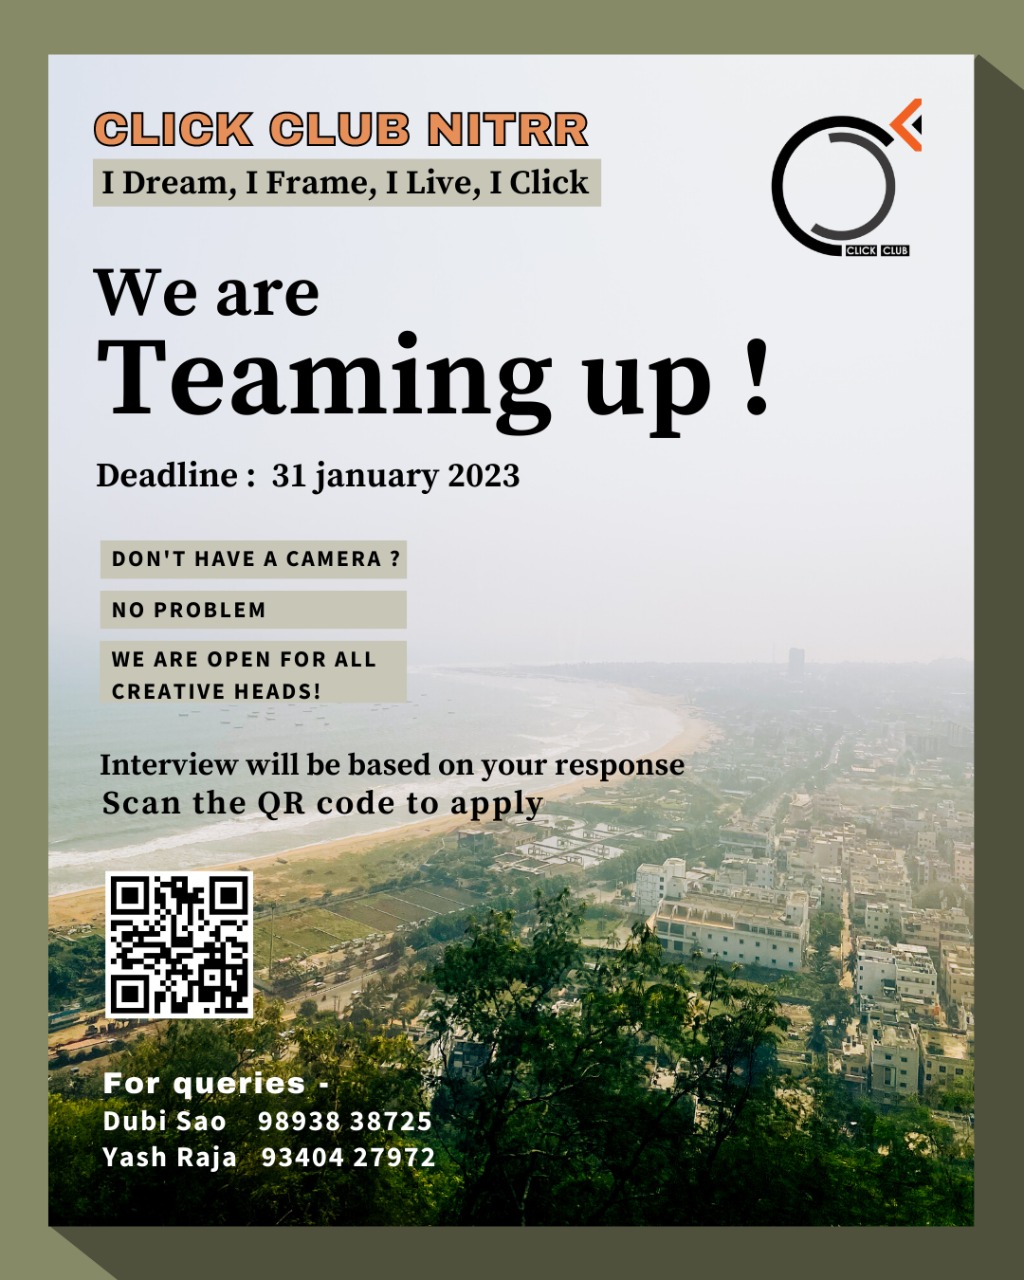 CLICK CLUB NITRR
I Dream, I Frame, I Live, I Click
CLICK CLUB
We are
Teaming up !
Deadline : 31 january 2023
DON'T HAVE A CAMERA ?
NO PROBLEM
WE ARE OPEN FOR ALL
CREATIVE HEADS!
Interview will be based on your response
Scan the QR code to apply
For queries -
Dubi Sao 98938 38725
Yash Raja 93404 27972